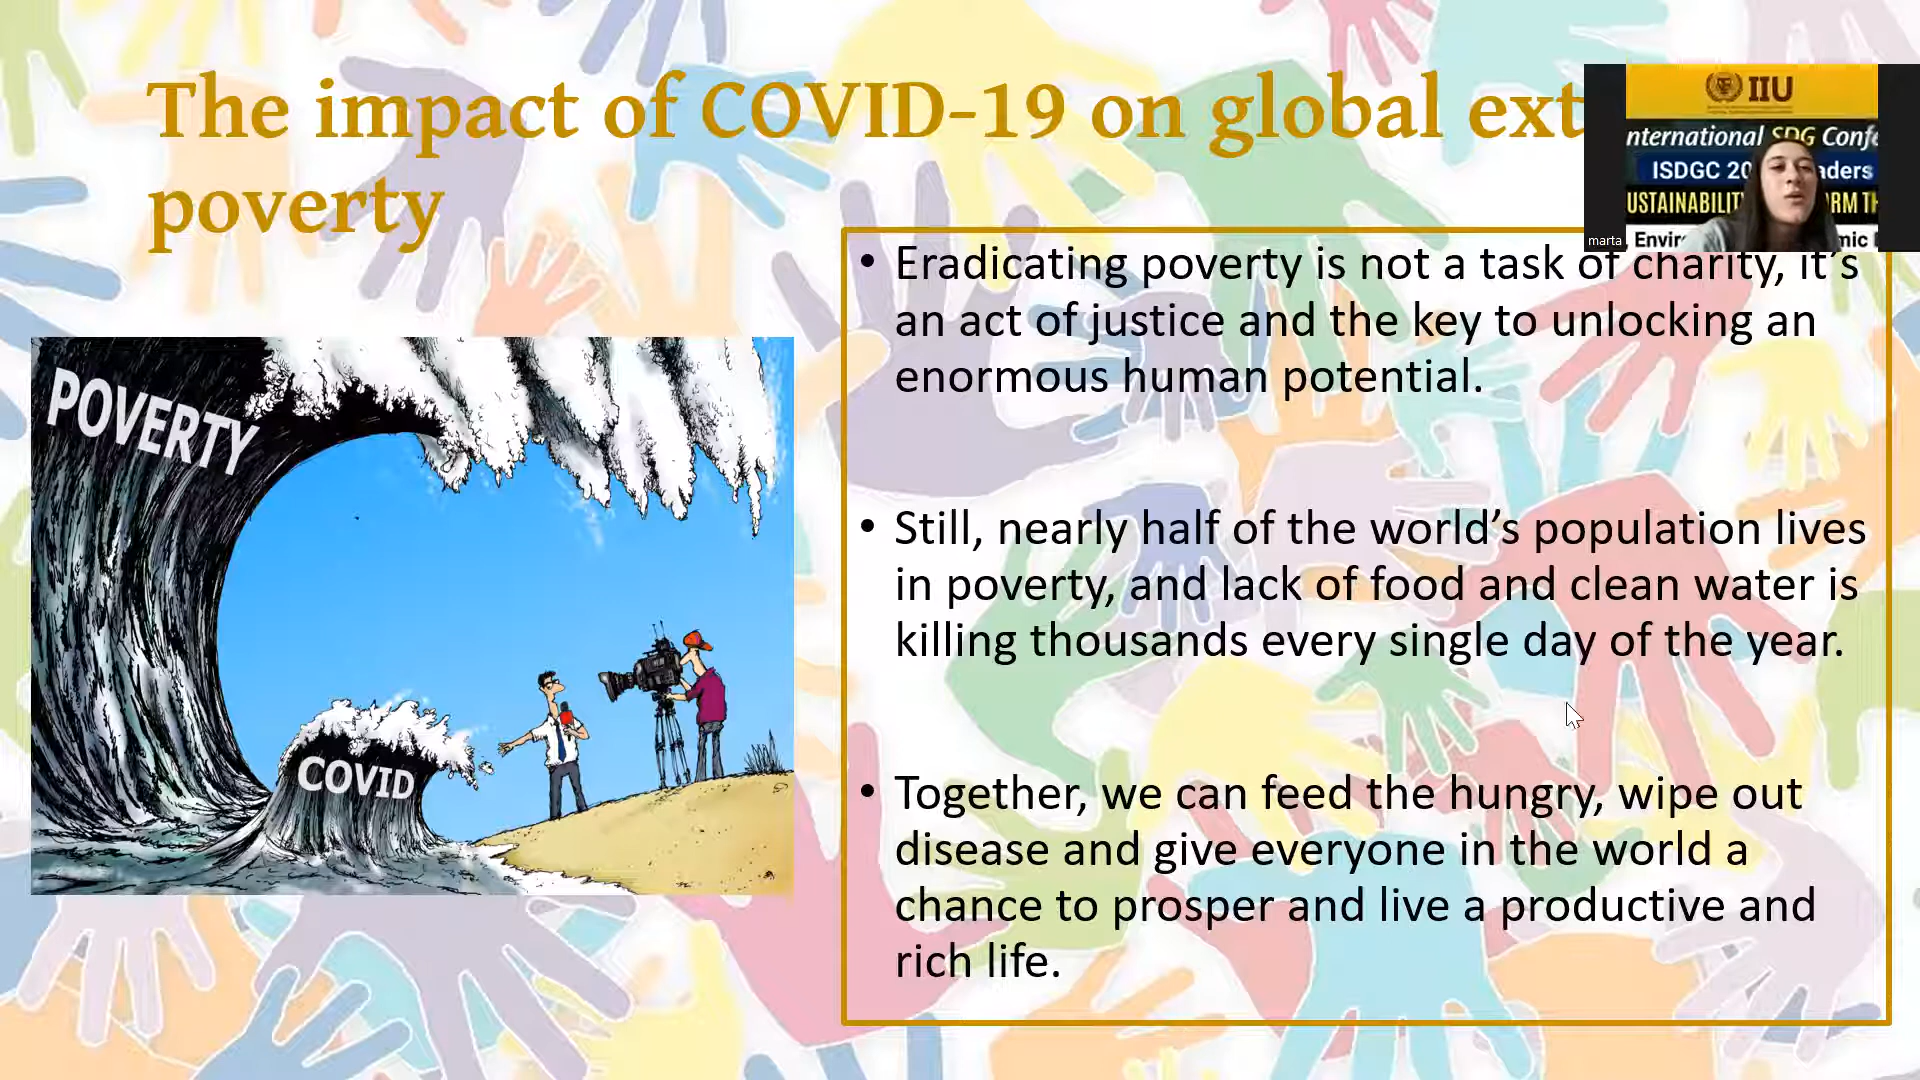 The impact of COVID-19 on global ext
poverty
IIU
nternational SDG Confe
ISDGC 20 aders
USTAINABILIT RM TH
marta
Envir mic
• Eradicating poverty is not a task of charity, it’s
an act of justice and the key to unlocking an
enormous human potential.
• Still, nearly half of the world’s population lives
in poverty, and lack of food and clean water is
killing thousands every single day of the year.
• Together, we can feed the hungry, wipe out
disease and give everyone in the world a
chance to prosper and live a productive and
rich life.
POVERTY
COVID